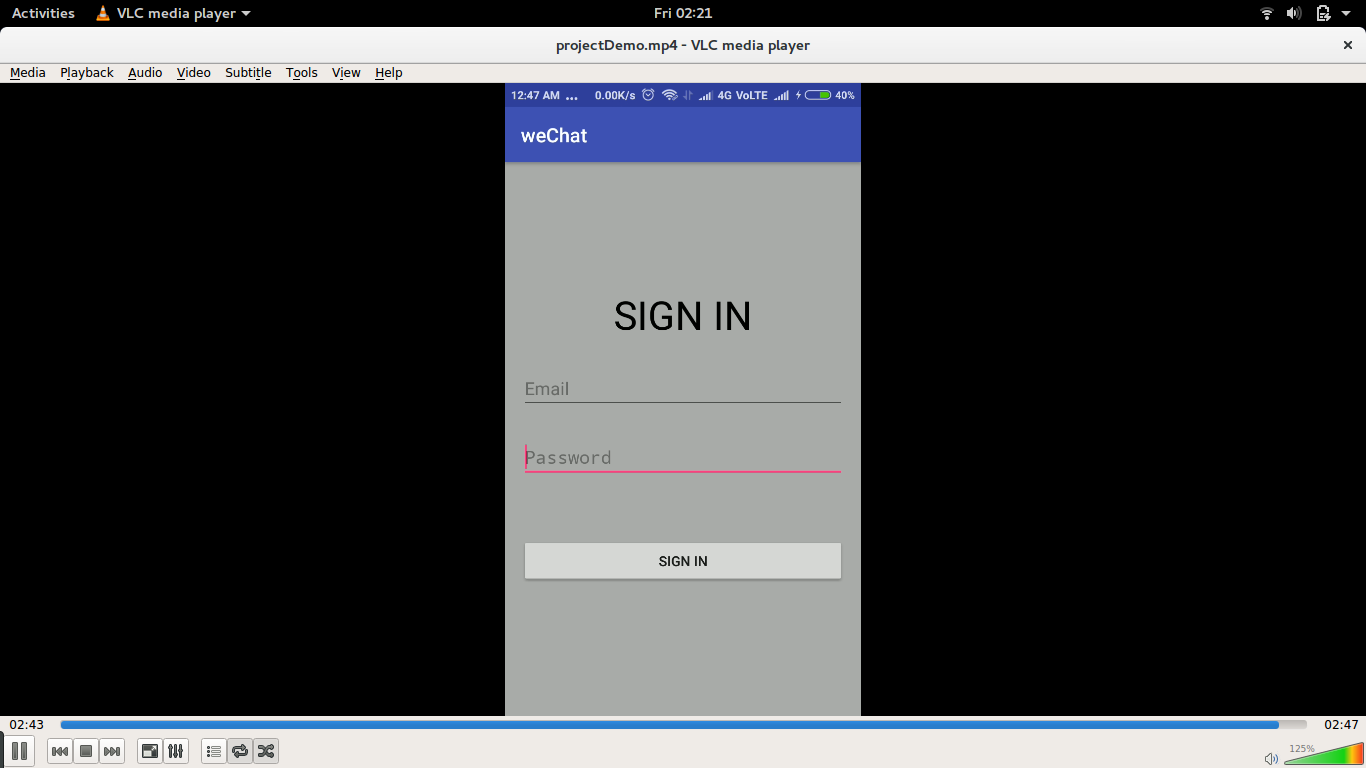 Activities VLC media player Fri 02:21
projectDemo.mp4 - VLC media player
Media Playback Audio Video Subtitle Tools View Help
12:47 AM ... 0.00K/s 4G VoLTE 40%
weChat
SIGN IN
Email
Password
SIGN IN
02:43 02:47
125%